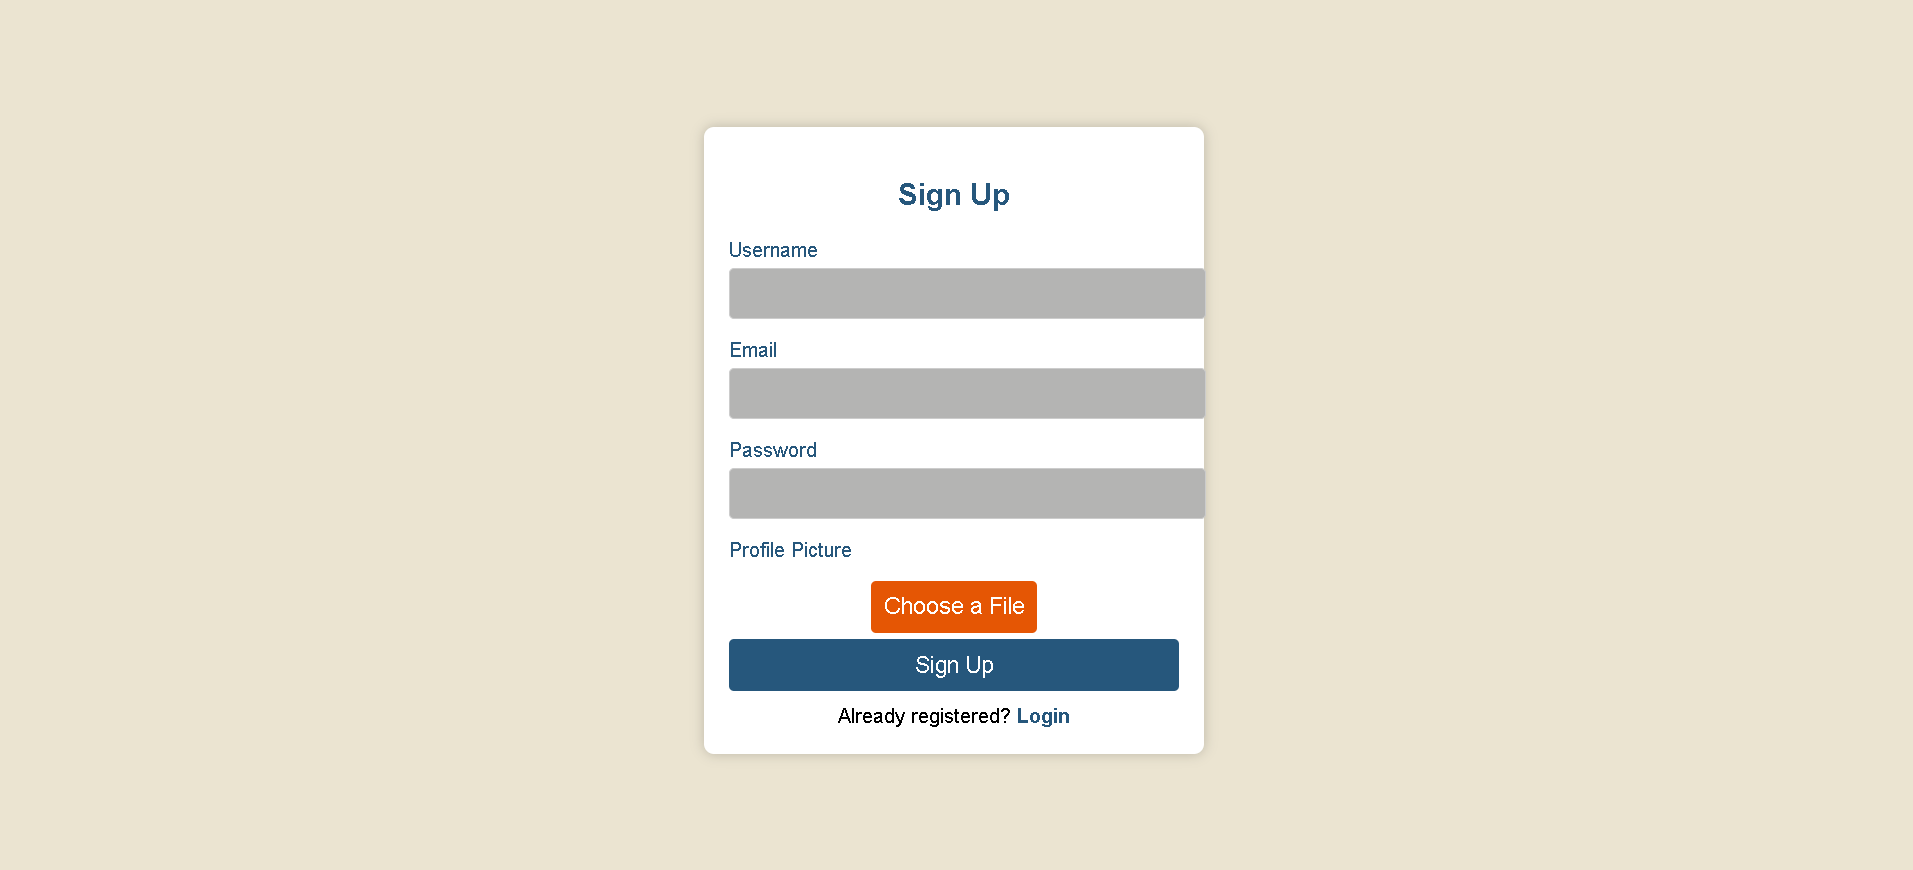 Sign Up
Username
Email
Password
Profile Picture
Choose a File
Sign Up
Already registered? Login